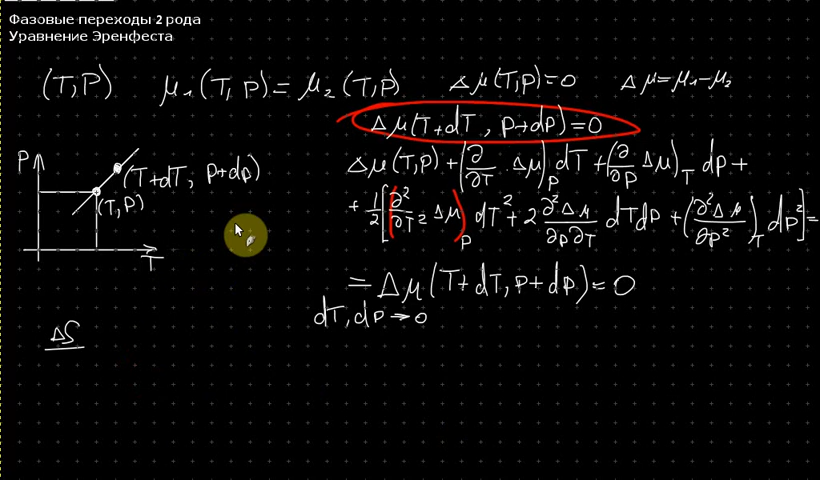 Фазовые переходы 2 рода
Уравнение Эренфеста
(T,P) μ₁(T,P) = μ₂(T,P) Δμ(T,P)=0 Δμ=μ₁-μ₂
Δμ(T+dT, P+dP)=0
Δμ(T,P) + (∂/∂T Δμ)_P dT + (∂/∂P Δμ)_T dP +
+ 1/2 [(∂²/∂T² Δμ)_P dT² + 2 ∂²Δμ/∂P∂T dTdP + (∂²Δμ/∂P²)_T dP²] =
= Δμ(T+dT, P+dP) = 0
dT, dP → 0
P
(T+dT, P+dP)
(T,P)
T
ΔS